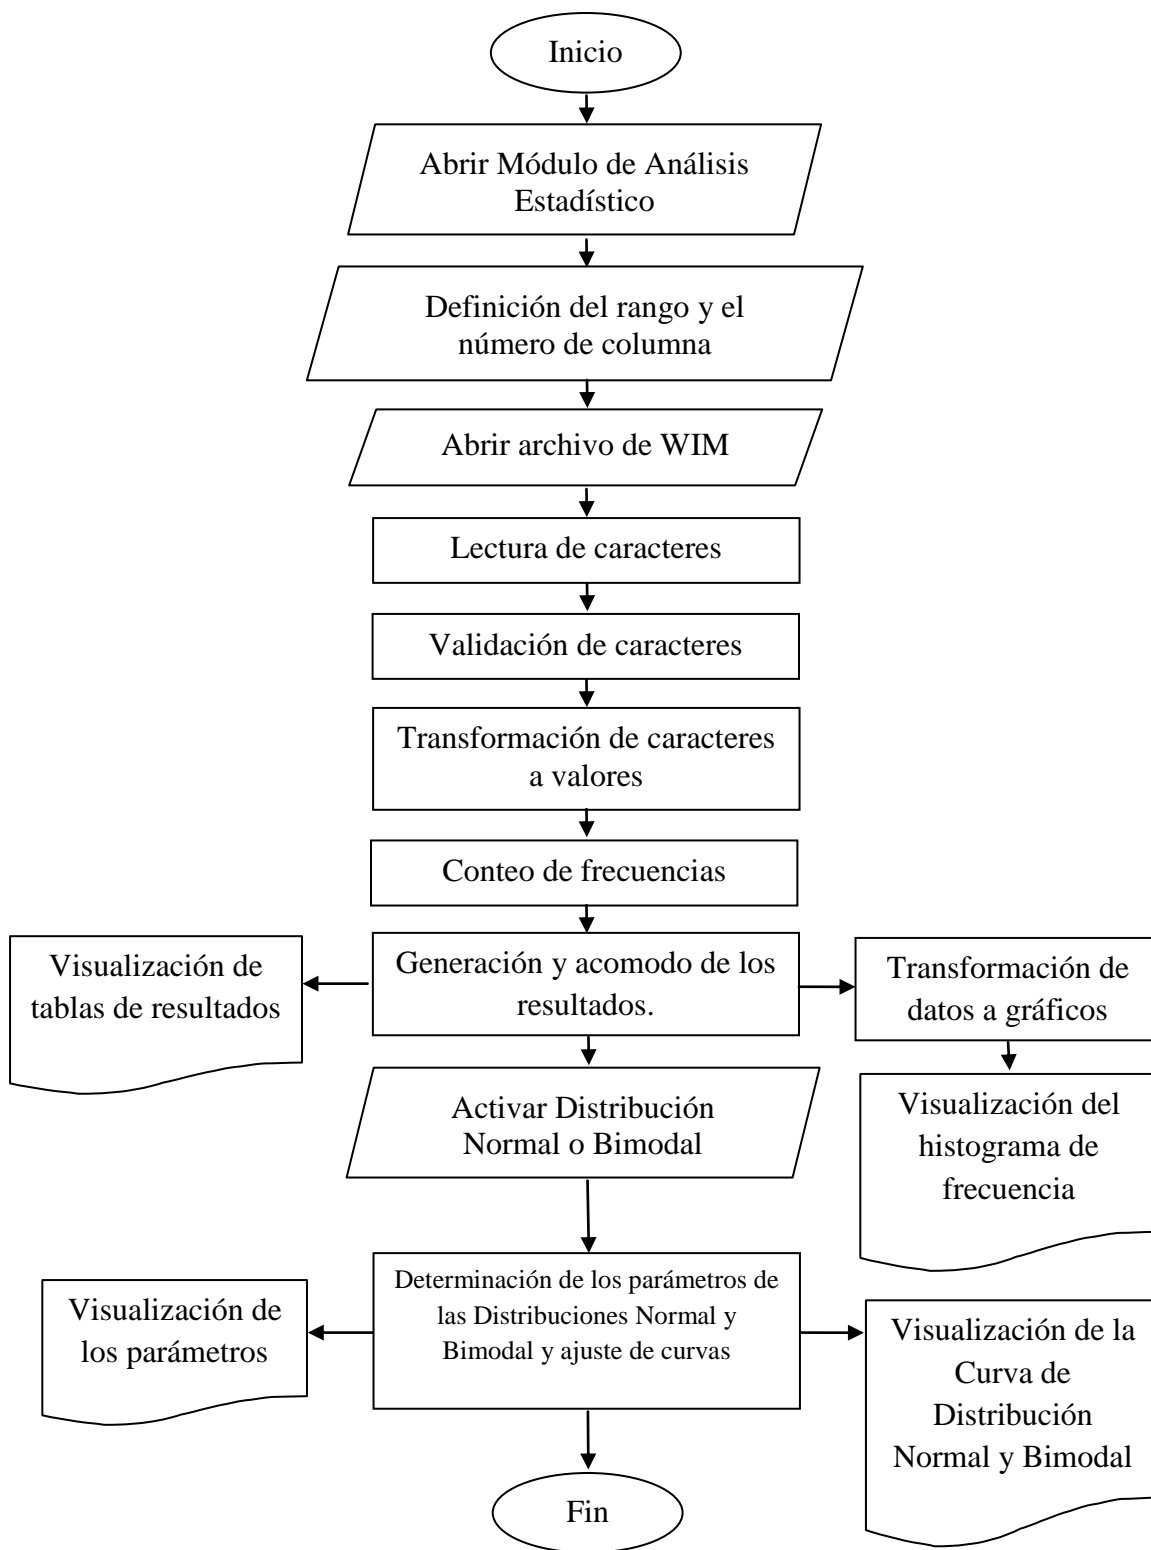 Inicio
Abrir Módulo de Análisis
Estadístico
Definición del rango y el
número de columna
Abrir archivo de WIM
Lectura de caracteres
Validación de caracteres
Transformación de caracteres
a valores
Conteo de frecuencias
Visualización de
tablas de resultados
Generación y acomodo de los
resultados.
Transformación de
datos a gráficos
Visualización del
histograma de
frecuencia
Activar Distribución
Normal o Bimodal
Visualización de
los parámetros
Determinación de los parámetros de
las Distribuciones Normal y
Bimodal y ajuste de curvas
Visualización de la
Curva de
Distribución
Normal y Bimodal
Fin